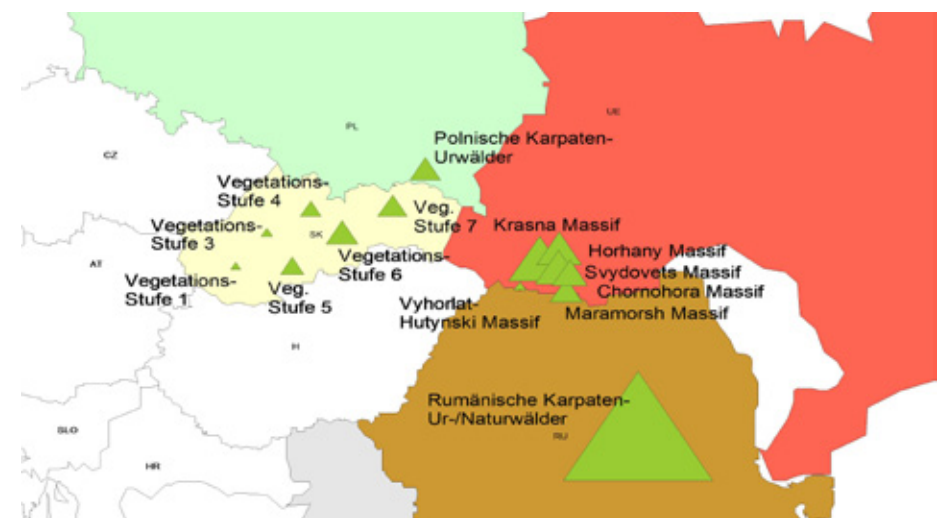 PL
UE
CZ
Polnische Karpaten-
Urwälder
Vegetations-
Stufe 4
Vegetations-
Stufe 3
SK
Veg.
Stufe 7
Krasna Massif
Horhany Massif
Svydovets Massif
Chornohora Massif
Maramorsh Massif
AT
Vegetations-
Stufe 1
Veg.
Stufe 5
Vegetations-
Stufe 6
Vyhorlat-
Hutynski Massif
H
Rumänische Karpaten-
Ur-/Naturwälder
RU
SLO
HR